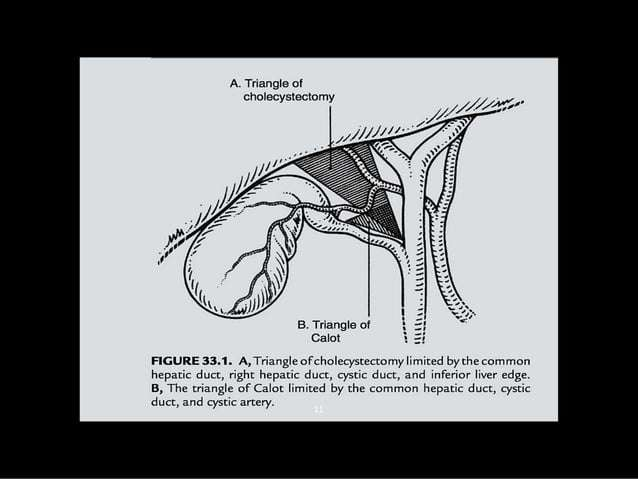 A. Triangle of
cholecystectomy
B. Triangle of
Calot
FIGURE 33.1. A, Triangle of cholecystectomy limited by the common
hepatic duct, right hepatic duct, cystic duct, and inferior liver edge.
B, The triangle of Calot limited by the common hepatic duct, cystic
duct, and cystic artery.
11